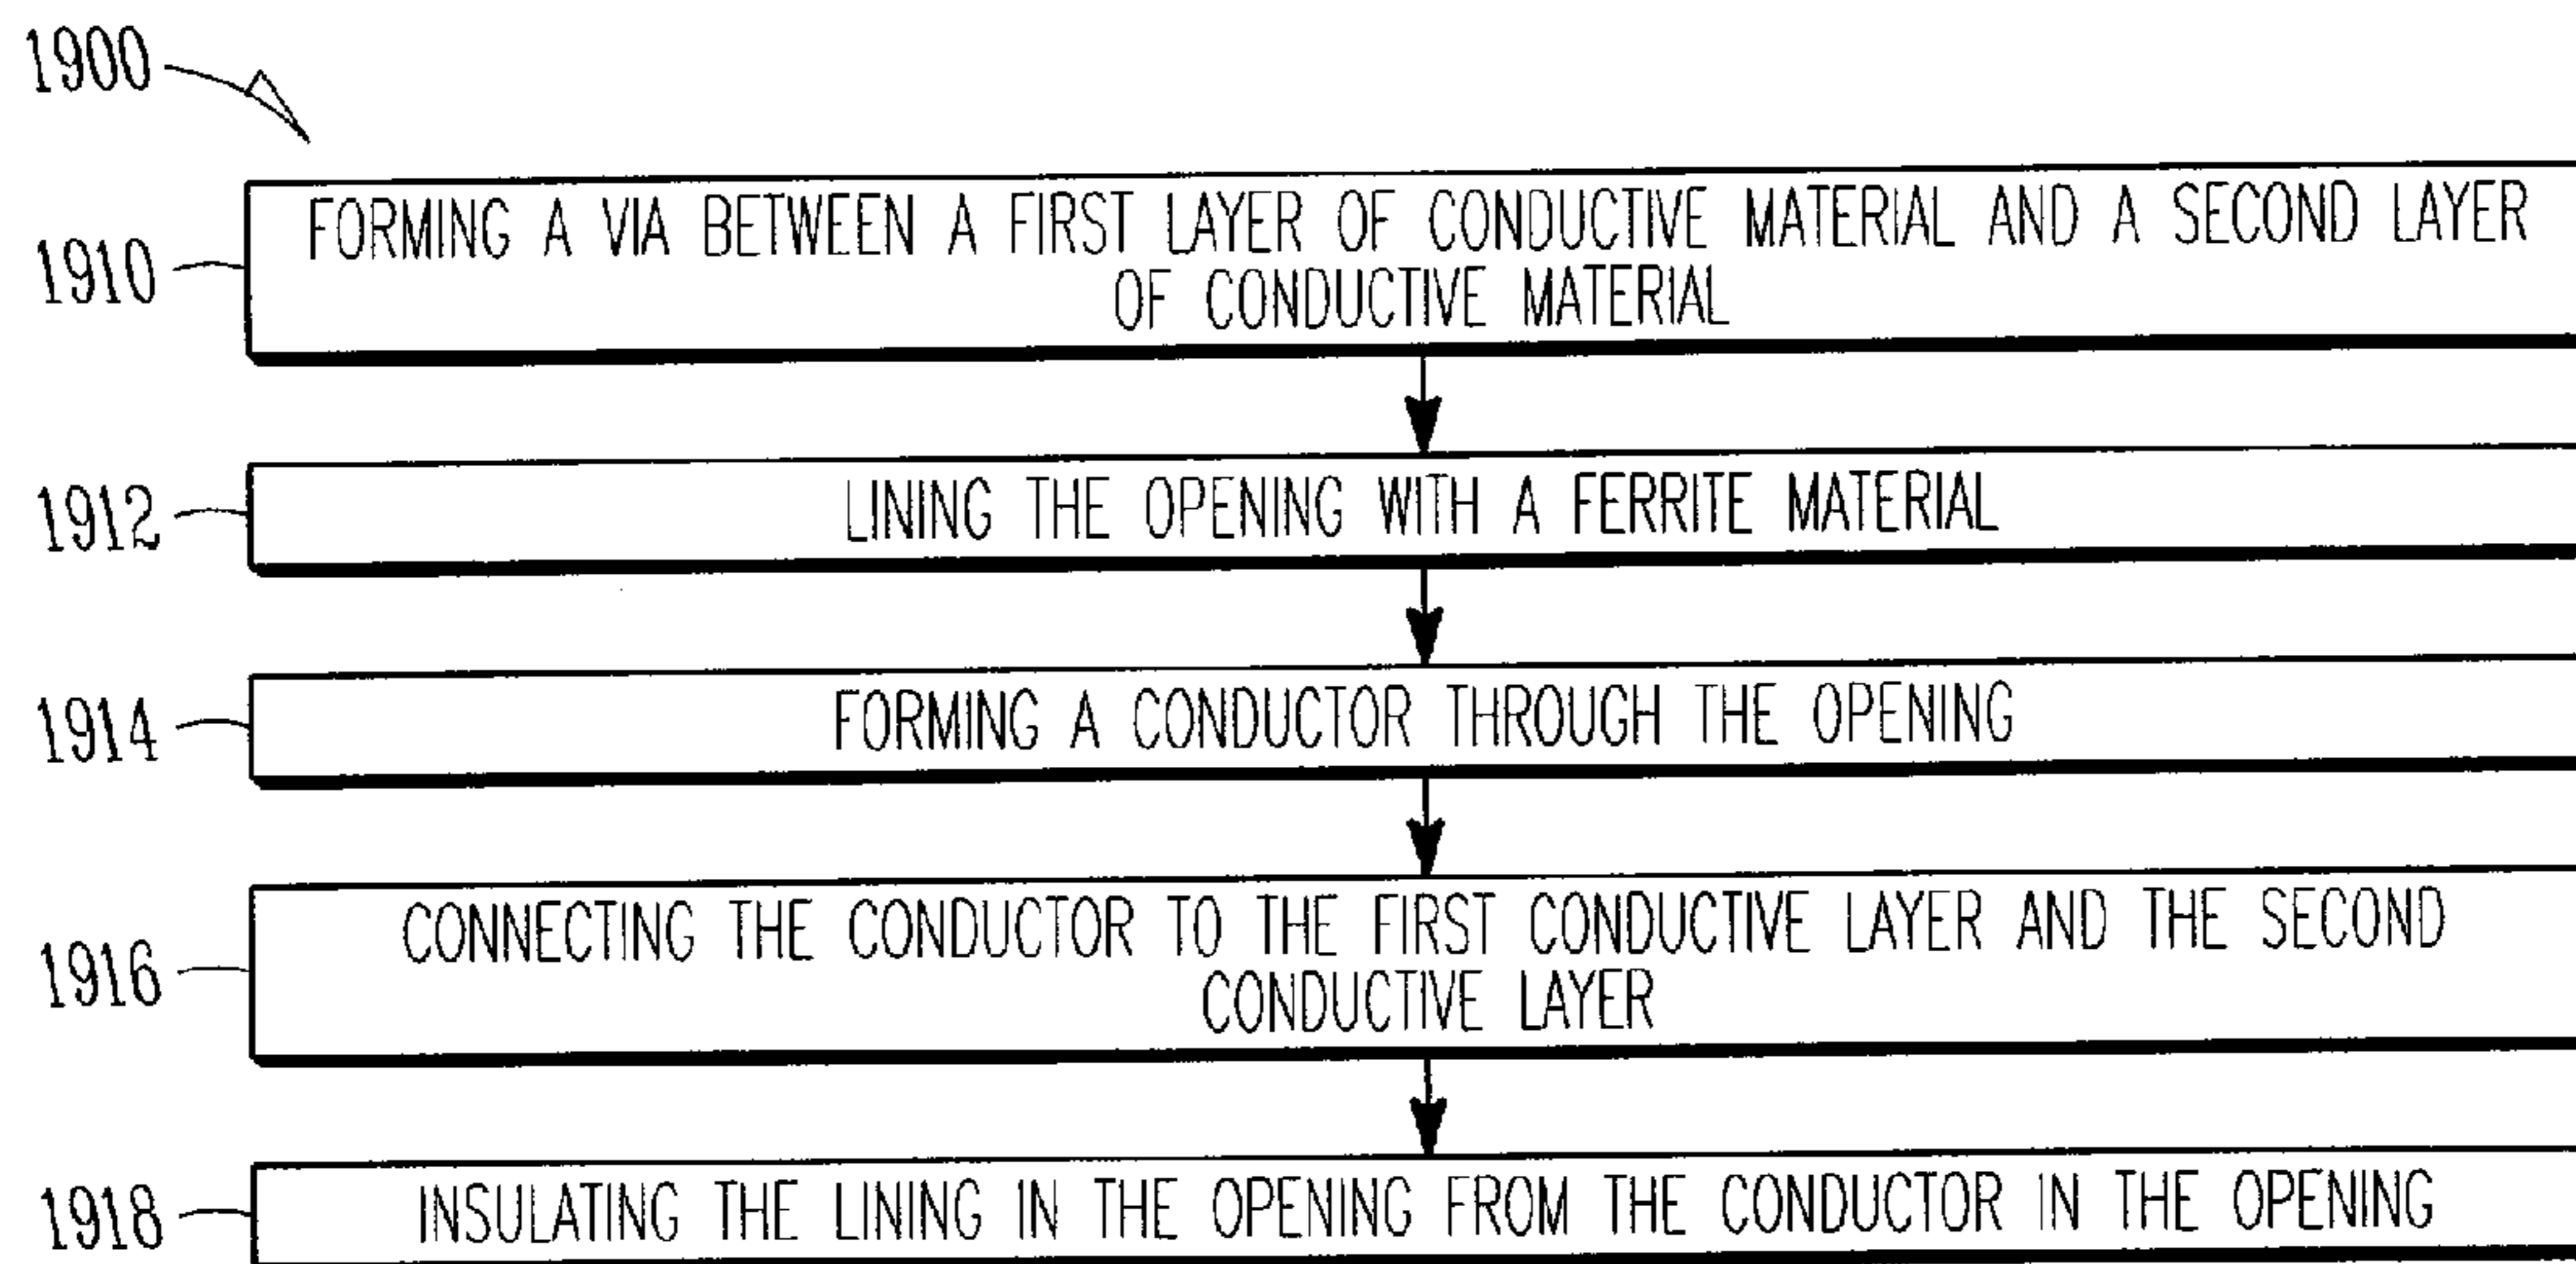 1900
1910
FORMING A VIA BETWEEN A FIRST LAYER OF CONDUCTIVE MATERIAL AND A SECOND LAYER
OF CONDUCTIVE MATERIAL
1912
LINING THE OPENING WITH A FERRITE MATERIAL
1914
FORMING A CONDUCTOR THROUGH THE OPENING
1916
CONNECTING THE CONDUCTOR TO THE FIRST CONDUCTIVE LAYER AND THE SECOND
CONDUCTIVE LAYER
1918
INSULATING THE LINING IN THE OPENING FROM THE CONDUCTOR IN THE OPENING